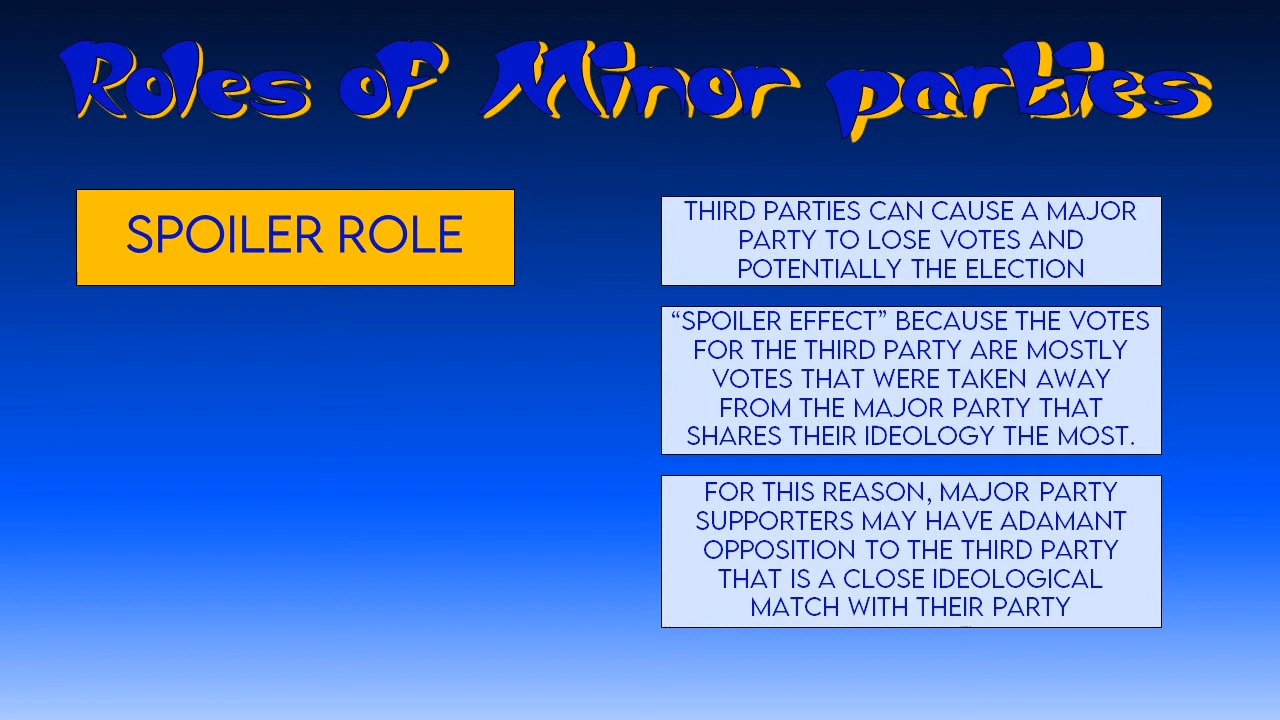 Roles of Minor parties
SPOILER ROLE
THIRD PARTIES CAN CAUSE A MAJOR
PARTY TO LOSE VOTES AND
POTENTIALLY THE ELECTION
“SPOILER EFFECT” BECAUSE THE VOTES
FOR THE THIRD PARTY ARE MOSTLY
VOTES THAT WERE TAKEN AWAY
FROM THE MAJOR PARTY THAT
SHARES THEIR IDEOLOGY THE MOST.
FOR THIS REASON, MAJOR PARTY
SUPPORTERS MAY HAVE ADAMANT
OPPOSITION TO THE THIRD PARTY
THAT IS A CLOSE IDEOLOGICAL
MATCH WITH THEIR PARTY